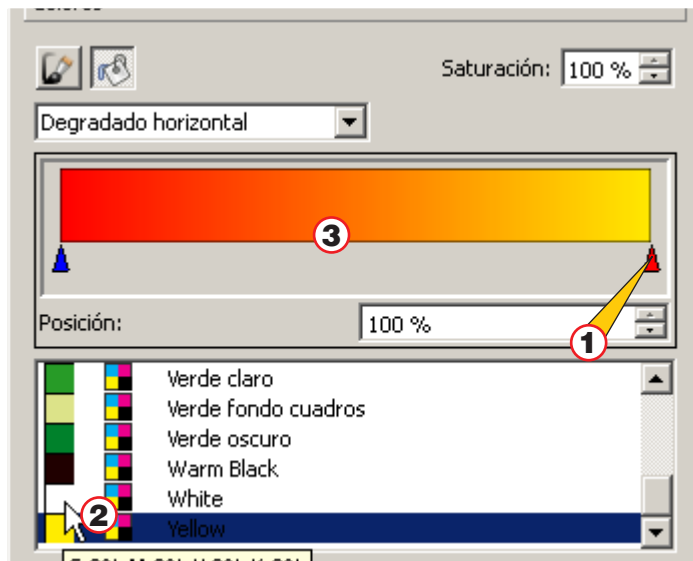 Saturación: 100 %
Degradado horizontal
3
Posición: 100 %
1
Verde claro
Verde fondo cuadros
Verde oscuro
Warm Black
White
2
Yellow